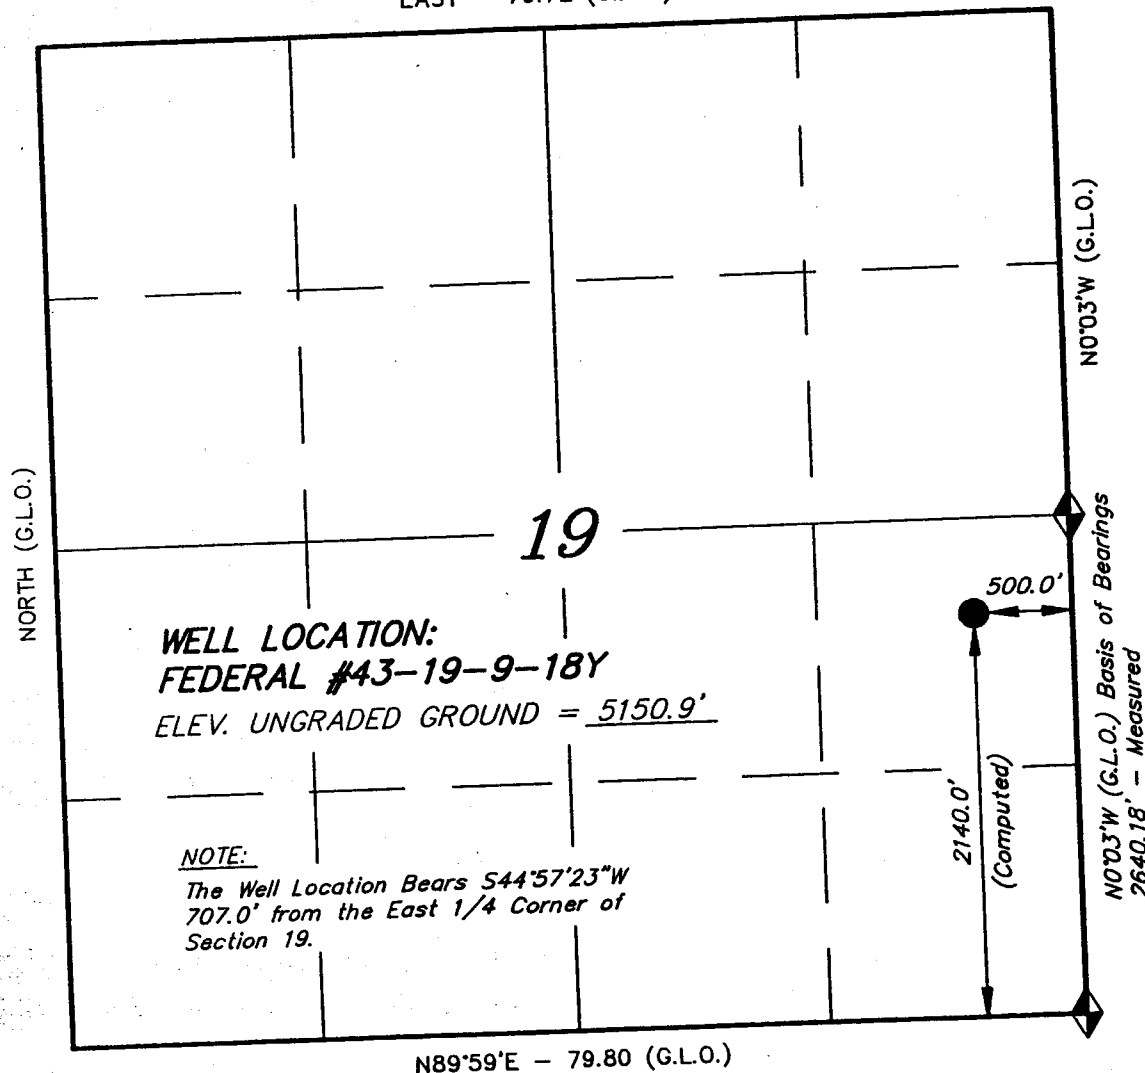 N0°03'W (G.L.O.)
NORTH (G.L.O.)
19
500.0'
WELL LOCATION:
FEDERAL #43-19-9-18Y
ELEV. UNGRADED GROUND = 5150.9'
N0°03'W (G.L.O.) Basis of Bearings
2640.18' - Measured
2140.0'
(Computed)
NOTE:
The Well Location Bears S44°57'23"W
707.0' from the East 1/4 Corner of
Section 19.
N89°59'E - 79.80 (G.L.O.)